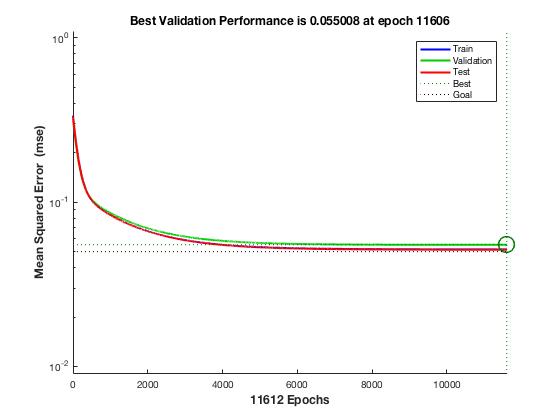 Best Validation Performance is 0.055008 at epoch 11606
Mean Squared Error (mse)
10^0
10^-1
10^-2
Train
Validation
Test
Best
Goal
0 2000 4000 6000 8000 10000
11612 Epochs